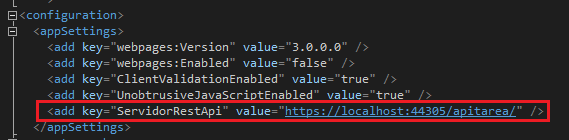 <configuration>
<appSettings>
<add key="webpages:Version" value="3.0.0.0" />
<add key="webpages:Enabled" value="false" />
<add key="ClientValidationEnabled" value="true" />
<add key="UnobtrusiveJavaScriptEnabled" value="true" />
<add key="ServidorRestApi" value="https://localhost:44305/apitarea/" />
</appSettings>